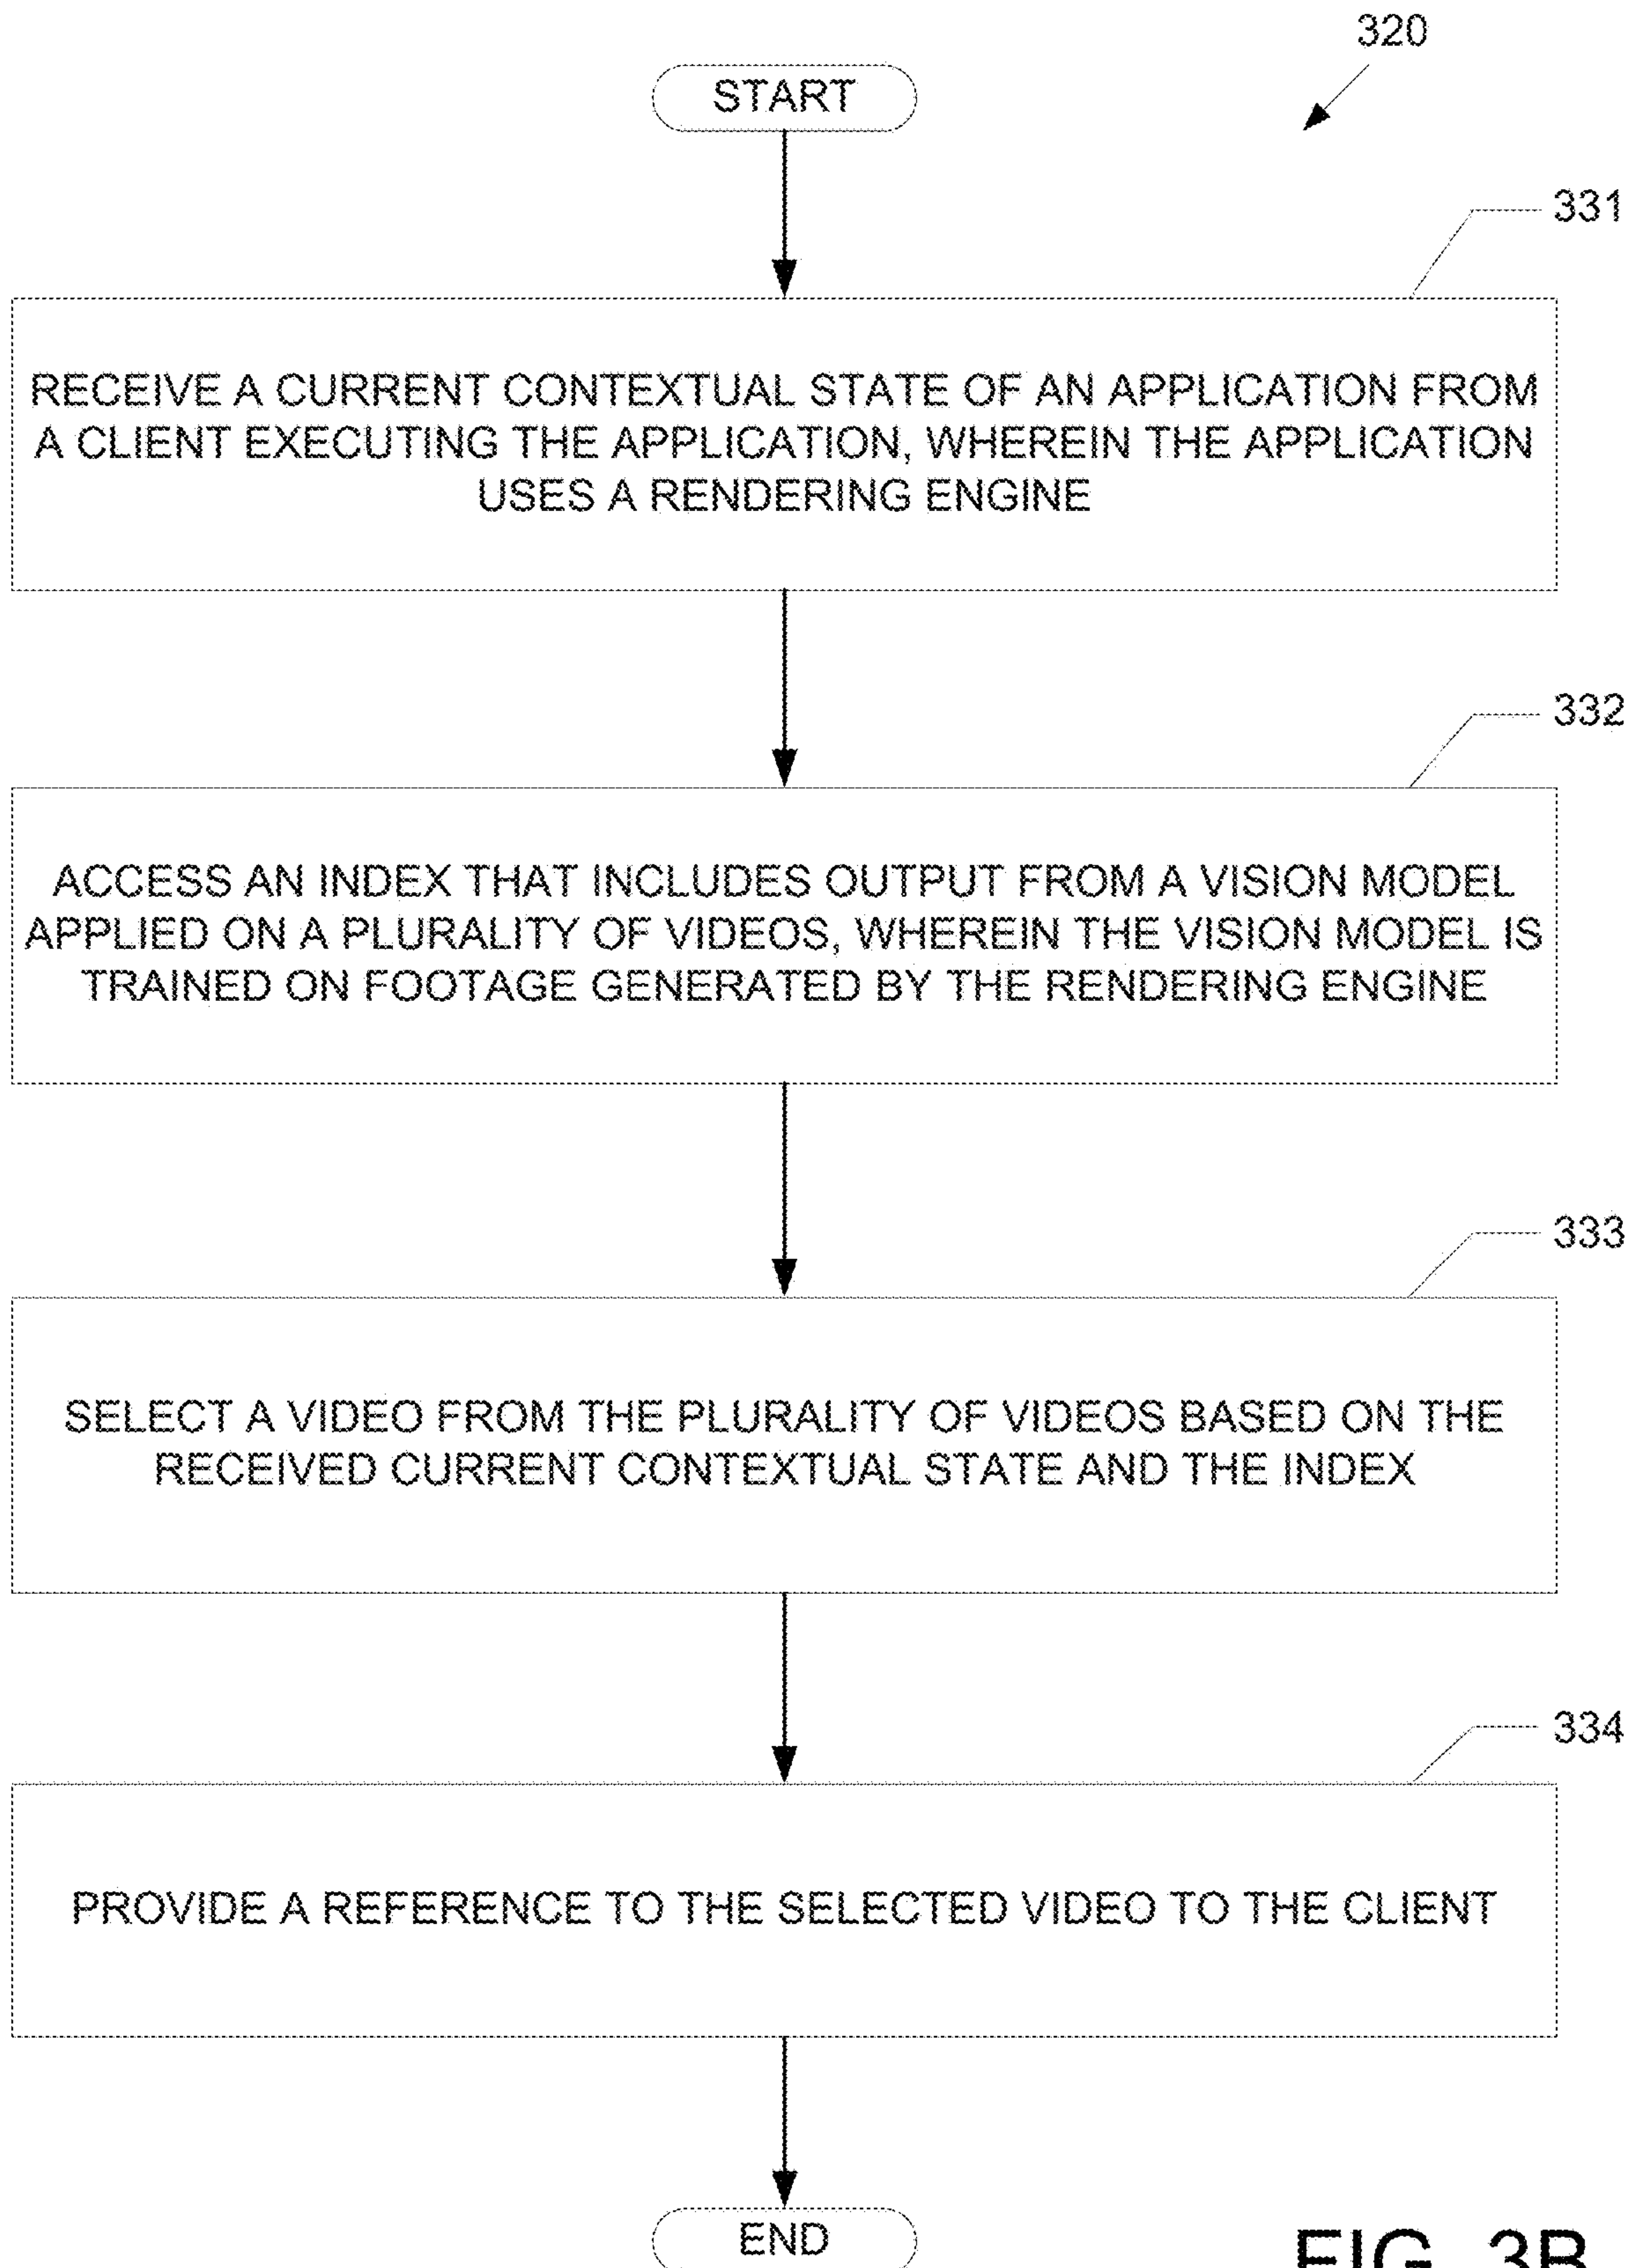 320
START
331
RECEIVE A CURRENT CONTEXTUAL STATE OF AN APPLICATION FROM
A CLIENT EXECUTING THE APPLICATION, WHEREIN THE APPLICATION
USES A RENDERING ENGINE
332
ACCESS AN INDEX THAT INCLUDES OUTPUT FROM A VISION MODEL
APPLIED ON A PLURALITY OF VIDEOS, WHEREIN THE VISION MODEL IS
TRAINED ON FOOTAGE GENERATED BY THE RENDERING ENGINE
333
SELECT A VIDEO FROM THE PLURALITY OF VIDEOS BASED ON THE
RECEIVED CURRENT CONTEXTUAL STATE AND THE INDEX
334
PROVIDE A REFERENCE TO THE SELECTED VIDEO TO THE CLIENT
END
FIG. 3B